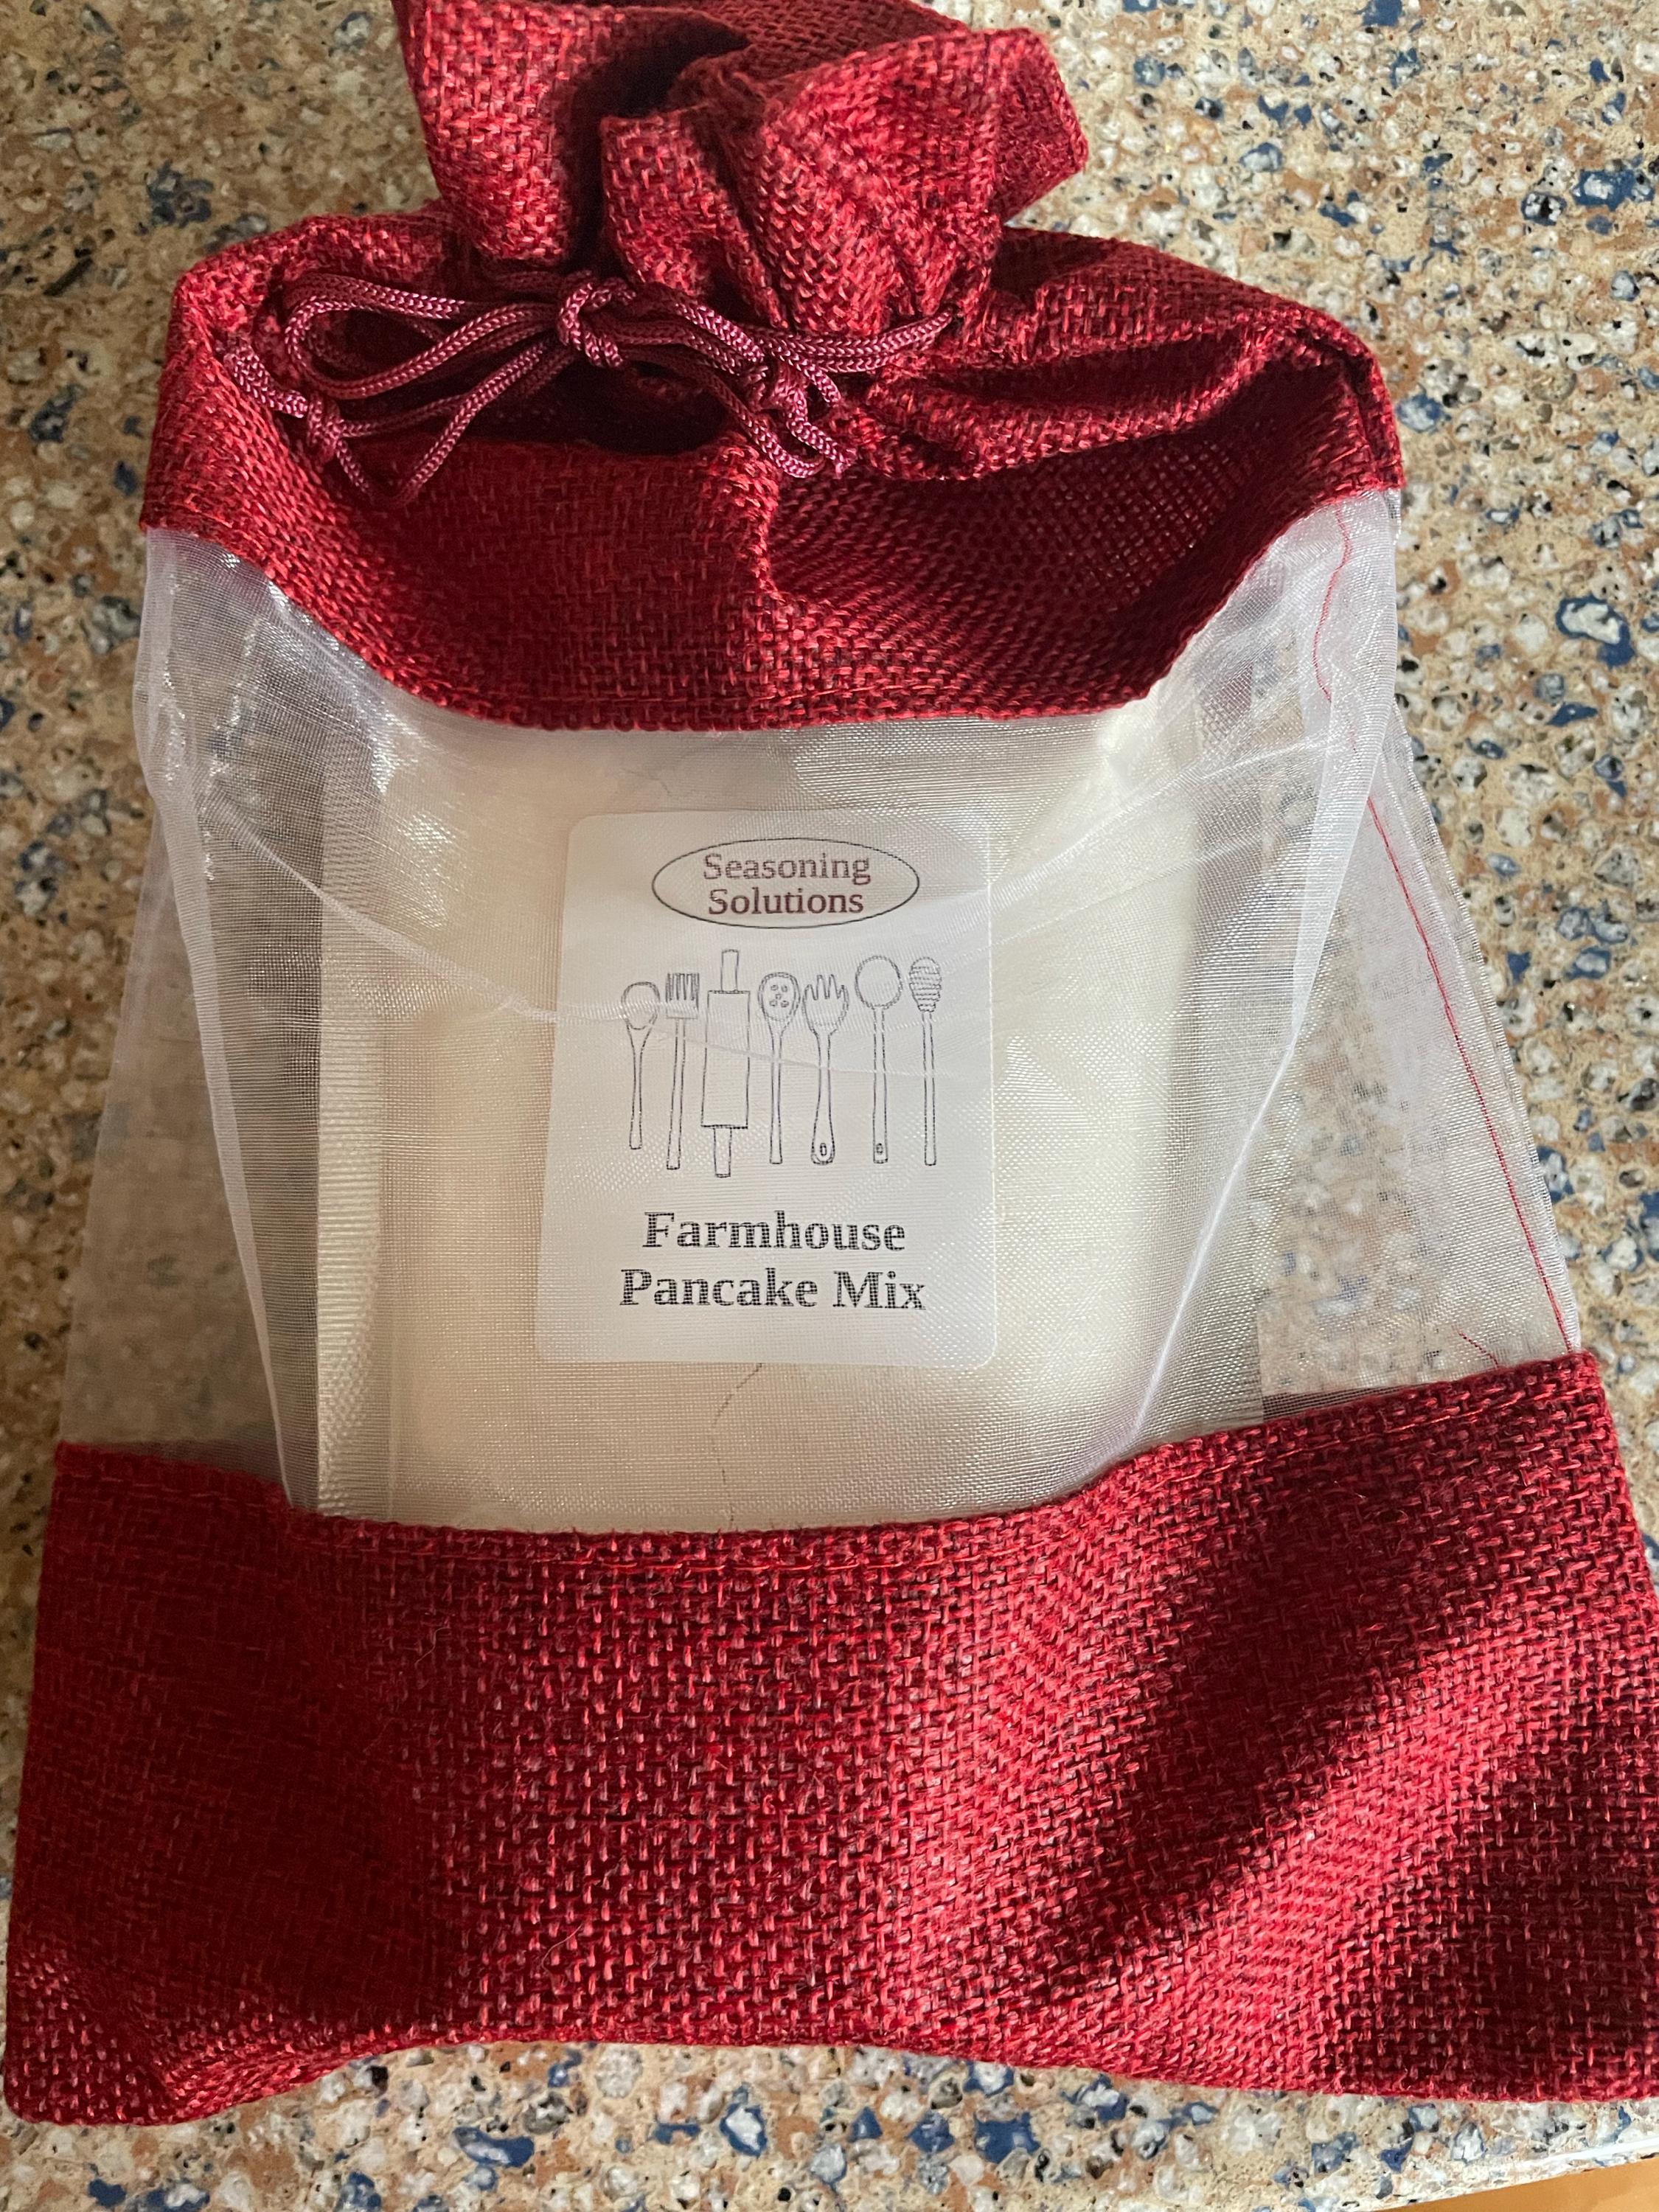 Seasoning
Solutions
Farmhouse
Pancake Mix